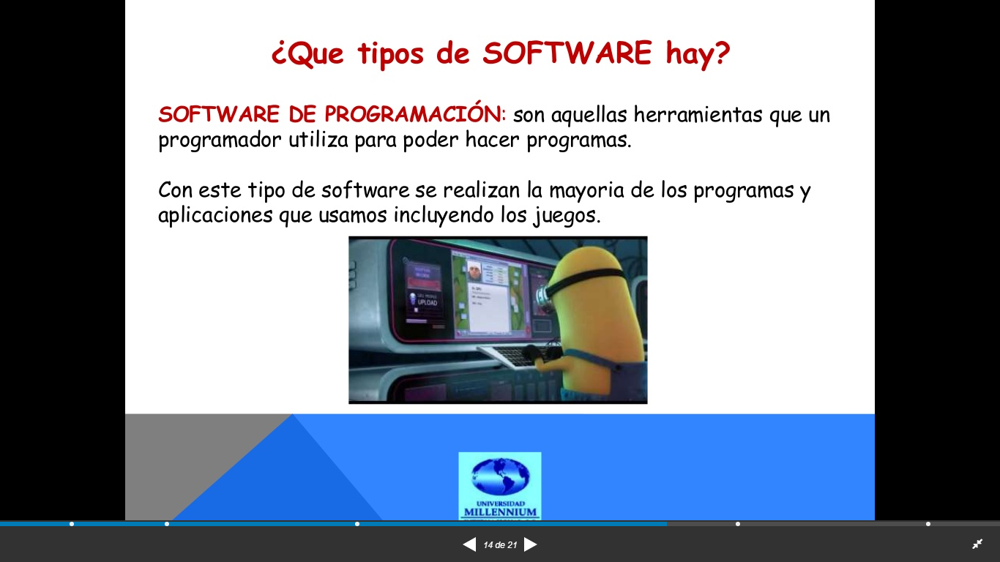 ¿Que tipos de SOFTWARE hay?
SOFTWARE DE PROGRAMACIÓN: son aquellas herramientas que un
programador utiliza para poder hacer programas.
Con este tipo de software se realizan la mayoria de los programas y
aplicaciones que usamos incluyendo los juegos.
UPLOAD
UNIVERSIDAD
MILLENNIUM
14 de 21